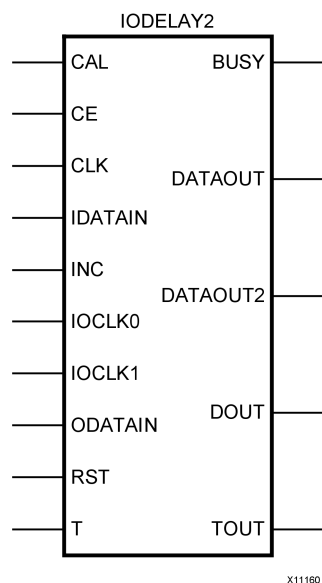 IODELAY2
CAL
BUSY
CE
CLK
DATAOUT
IDATAIN
INC
DATAOUT2
IOCLK0
IOCLK1
DOUT
ODATAIN
RST
T
TOUT
X11160